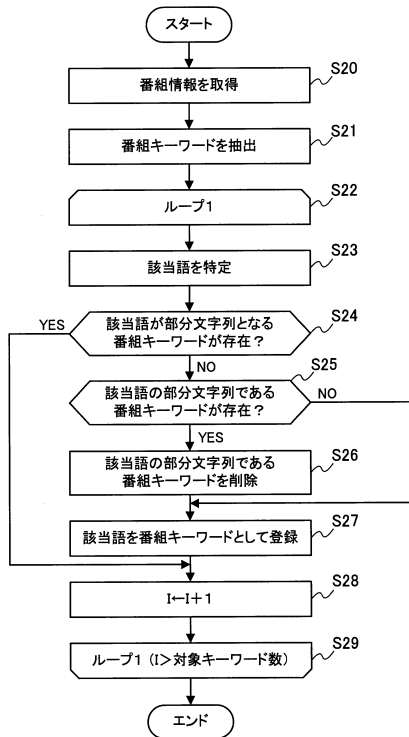 スタート
番組情報を取得
S20
番組キーワードを抽出
S21
ループ1
S22
該当語を特定
S23
該当語が部分文字列となる
番組キーワードが存在?
S24
YES
NO
該当語の部分文字列である
番組キーワードが存在?
S25
NO
YES
該当語の部分文字列である
番組キーワードを削除
S26
該当語を番組キーワードとして登録
S27
I←I+1
S28
ループ1 (I>対象キーワード数)
S29
エンド